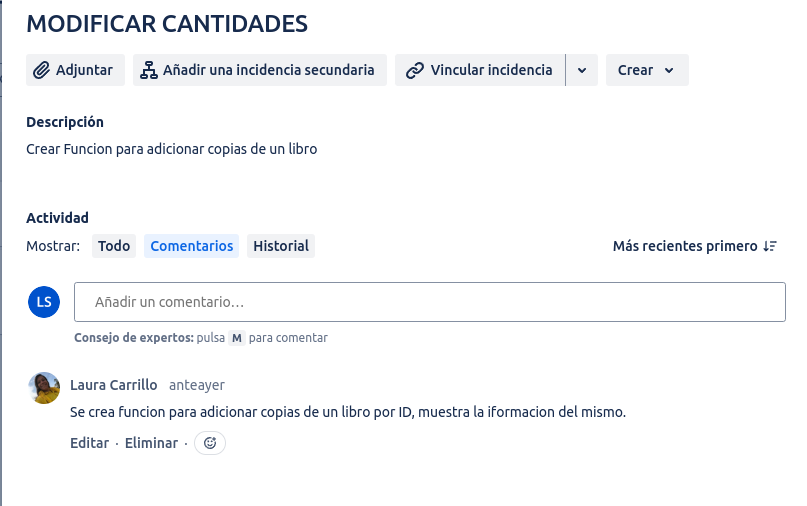 MODIFICAR CANTIDADES
Adjuntar Añadir una incidencia secundaria Vincular incidencia Crear
Descripción
Crear Funcion para adicionar copias de un libro
Actividad
Mostrar: Todo Comentarios Historial Más recientes primero
LS Añadir un comentario...
Consejo de expertos: pulsa M para comentar
Laura Carrillo anteayer
Se crea funcion para adicionar copias de un libro por ID, muestra la iformacion del mismo.
Editar · Eliminar ·